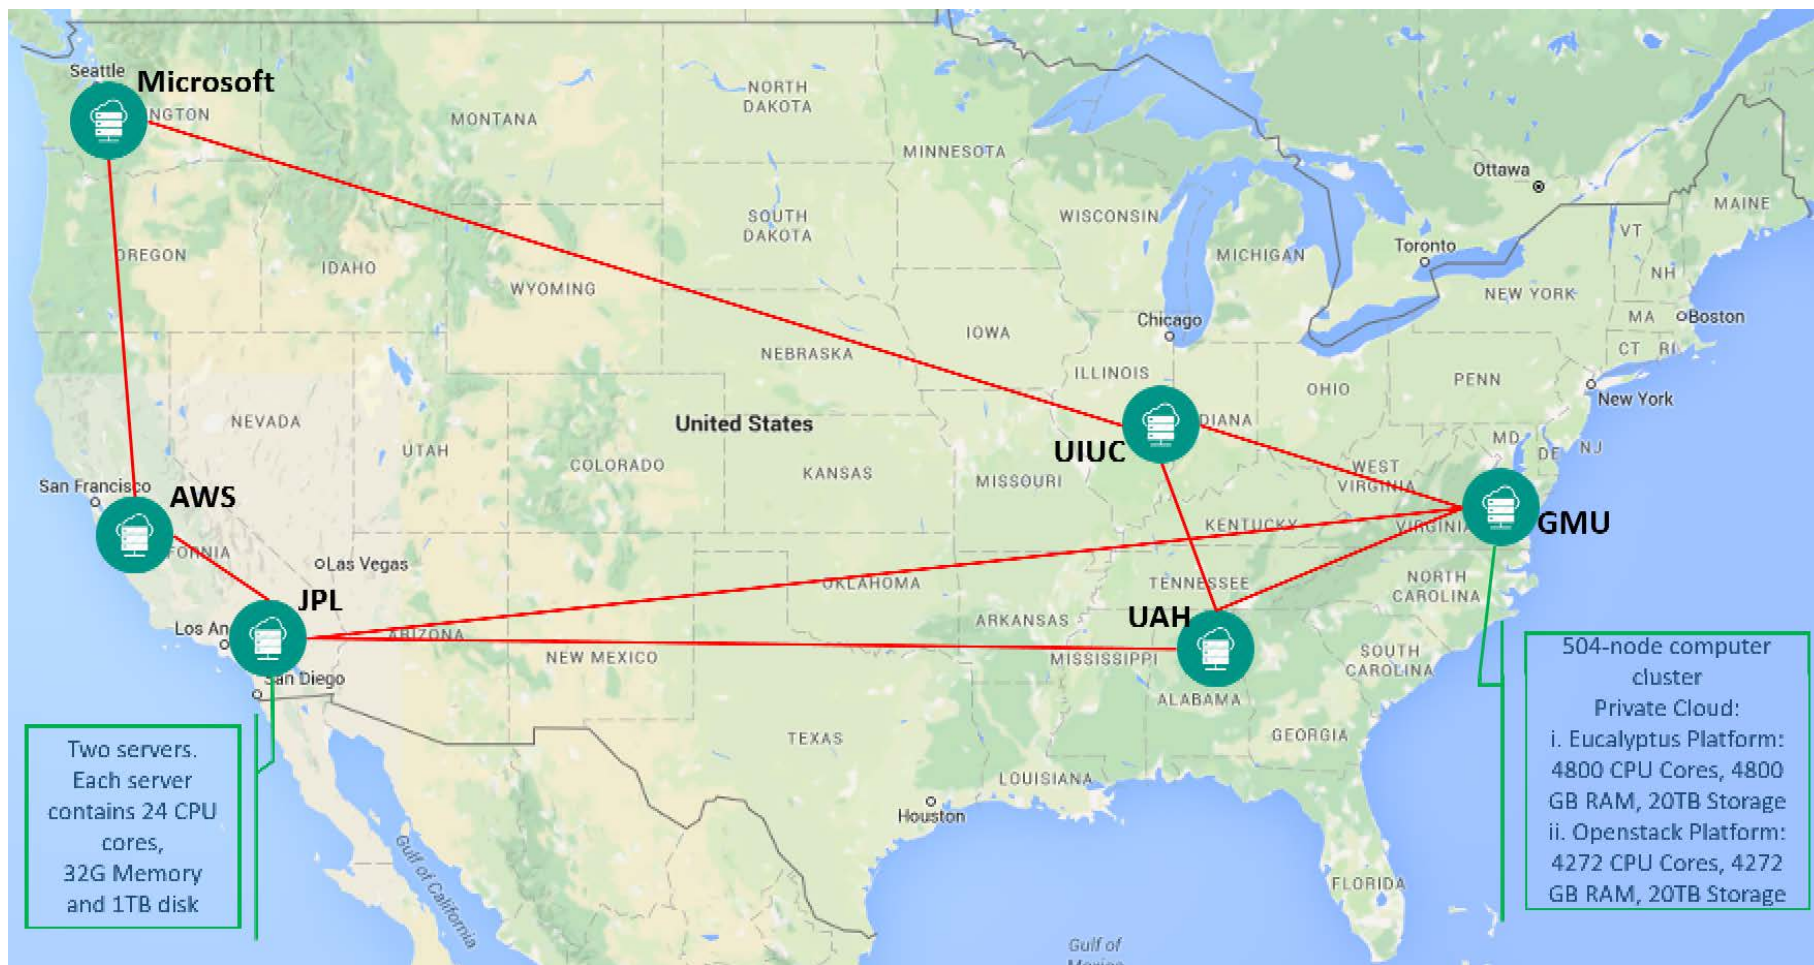 Seattle
Microsoft
NGTON
MONTANA
NORTH
DAKOTA
MINNESOTA
Ottawa
MAINE
OREGON
IDAHO
SOUTH
DAKOTA
WISCONSIN
MICHIGAN
Toronto
VT
NH
WYOMING
NEW YORK
MA
Boston
IOWA
Chicago
CT
RI
NEBRASKA
ILLINOIS
OHIO
PENN
New York
NEVADA
UTAH
United States
DIANA
MD
DE
NJ
UIUC
COLORADO
KANSAS
MISSOURI
WEST
VIRGINIA
San Francisco
AWS
KENTUCKY
VIRGINIA
GMU
FORNIA
Las Vegas
OKLAHOMA
TENNESSEE
NORTH
CAROLINA
JPL
UAH
Los An
ARIZONA
ARKANSAS
NEW MEXICO
MISSISSIPPI
SOUTH
CAROLINA
San Diego
ALABAMA
TEXAS
GEORGIA
LOUISIANA
Houston
FLORIDA
Gulf of California
Gulf of
Mexico
Two servers.
Each server
contains 24 CPU
cores,
32G Memory
and 1TB disk
504-node computer
cluster
Private Cloud:
i. Eucalyptus Platform:
4800 CPU Cores, 4800
GB RAM, 20TB Storage
ii. Openstack Platform:
4272 CPU Cores, 4272
GB RAM, 20TB Storage